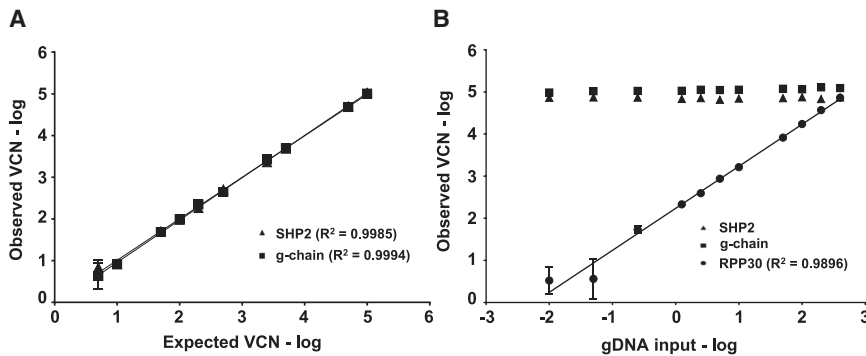 A
6
5
4
3
2
1
0
0
1
2
3
4
5
6
Observed VCN - log
Expected VCN - log
SHP2 (R² = 0.9985)
g-chain (R² = 0.9994)
B
6
5
4
3
2
1
0
-3
-2
-1
0
1
2
3
Observed VCN - log
gDNA input - log
SHP2
g-chain
RPP30 (R² = 0.9896)